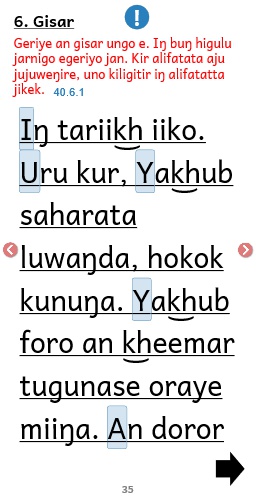 6. Gisar
Geriye an gisar ungo e. Iŋ buŋ higulu
jarnigo egeriyo jan. Kir alifatata aju
jujuweŋire, uno kiligitir iŋ alifatatta
jikek. 40.6.1
Iŋ tariikh iiko.
Uru kur, Yakhub
saharata
luwaŋda, hokok
kunuŋa. Yakhub
foro an kheemar
tugunase oraye
miiŋa. An doror
35